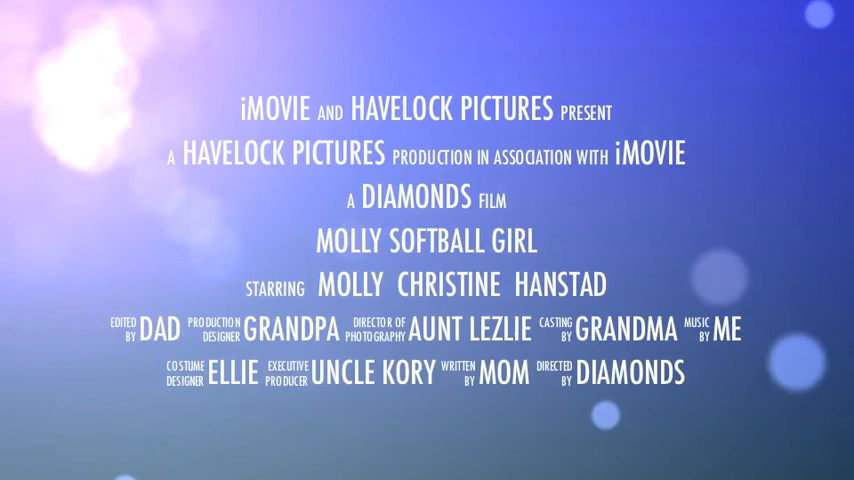 iMOVIE AND HAVELOCK PICTURES PRESENT
A HAVELOCK PICTURES PRODUCTION IN ASSOCIATION WITH iMOVIE
A DIAMONDS FILM
MOLLY SOFTBALL GIRL
STARRING MOLLY CHRISTINE HANSTAD
EDITED BY DAD PRODUCTION DESIGNER GRANDPA DIRECTOR OF PHOTOGRAPHY AUNT LEZLIE CASTING BY GRANDMA MUSIC BY ME
COSTUME DESIGNER ELLIE EXECUTIVE PRODUCER UNCLE KORY WRITTEN BY MOM DIRECTED BY DIAMONDS